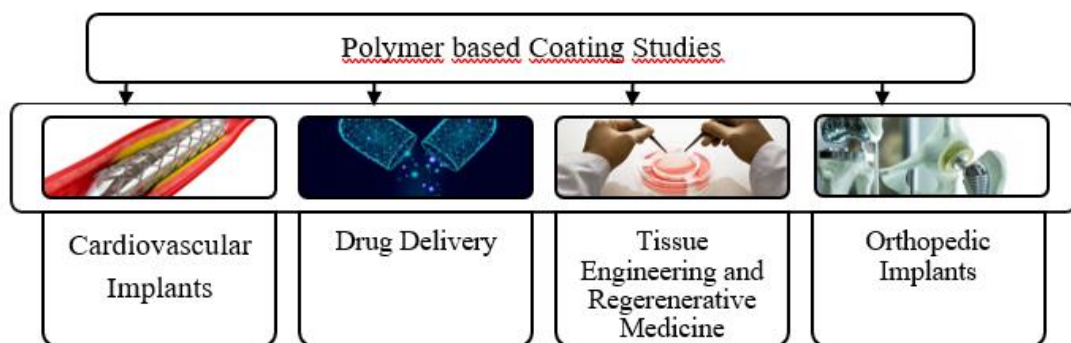 Polymer based Coating Studies
Cardiovascular
Implants
Drug Delivery
Tissue
Engineering and
Regerenerative
Medicine
Orthopedic
Implants